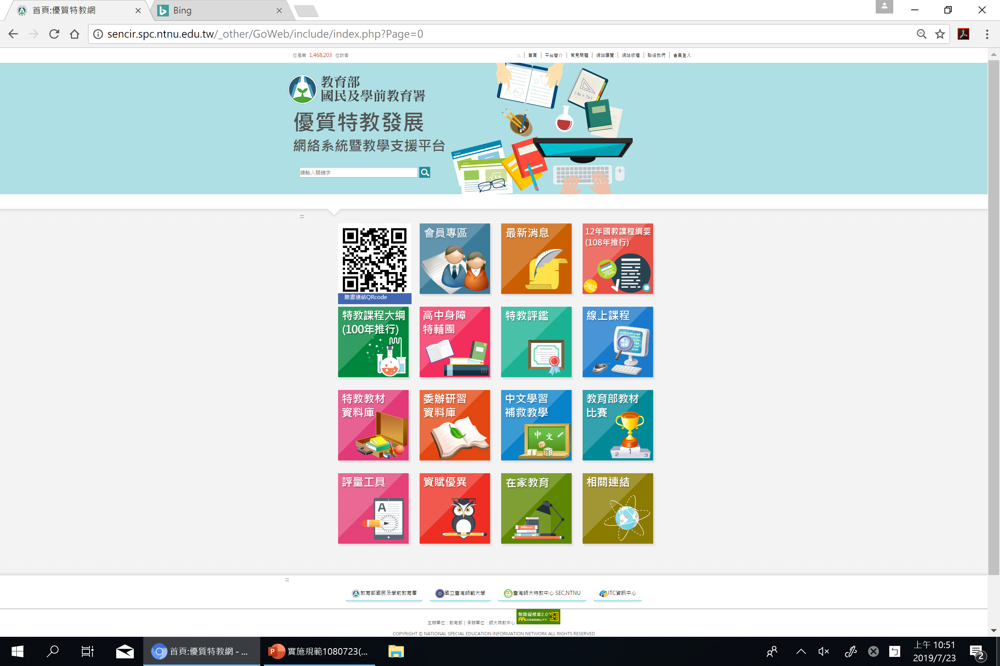 首頁:優質特教網
Bing
sencir.spc.ntnu.edu.tw/_other/GoWeb/include/index.php?Page=0
您是第 1,468,203 位訪客
::: | 首頁 | 平台簡介 | 常見問題 | 網站導覽 | 網站版權 | 聯絡我們 | 會員登入
教育部
國民及學前教育署
優質特教發展
網絡系統暨教學支援平台
請輸入關鍵字
(4x+7a)
www
www
√X-6
:::
臉書連結QRcode
會員專區
最新消息
12年國教課程綱要
(108年推行)
特教課程大綱
(100年推行)
高中身障
特輔團
特教評鑑
線上課程
線上
課程
特教教材
資料庫
委辦研習
資料庫
中文學習
補救教學
中文
教育部教材
比賽
2 1 3
評量工具
A
資賦優異
在家教育
相關連結
:::
教育部國民及學前教育署
國立臺灣師範大學
臺灣師大特教中心 SEC,NTNU
ITC資訊中心
主辦單位：教育部 | 承辦單位：師大特教中心
無障礙標章2.0
AACCESSIBILITY
COPYRIGHT © NATIONAL SPECIAL EDUCATION INFORMATION NETWORK ALL RIGHTS RESERVED
首頁:優質特教網 - ...
P
實施規範1080723(...
ㄅ
上午 10:51
2019/7/23
2